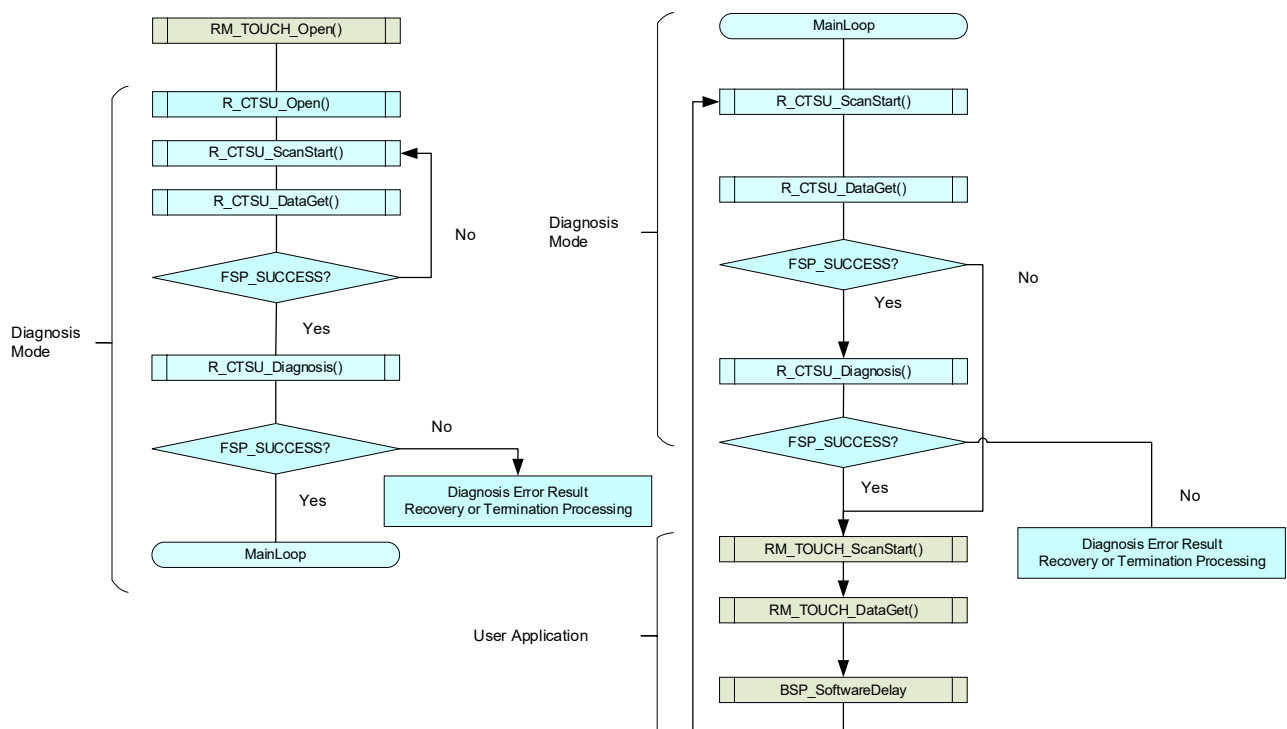 RM_TOUCH_Open()
R_CTSU_Open()
R_CTSU_ScanStart()
R_CTSU_DataGet()
No
FSP_SUCCESS?
Yes
Diagnosis
Mode
R_CTSU_Diagnosis()
No
FSP_SUCCESS?
Yes
Diagnosis Error Result
Recovery or Termination Processing
MainLoop
MainLoop
R_CTSU_ScanStart()
R_CTSU_DataGet()
Diagnosis
Mode
FSP_SUCCESS?
No
Yes
R_CTSU_Diagnosis()
FSP_SUCCESS?
Yes
No
Diagnosis Error Result
Recovery or Termination Processing
RM_TOUCH_ScanStart()
RM_TOUCH_DataGet()
User Application
BSP_SoftwareDelay